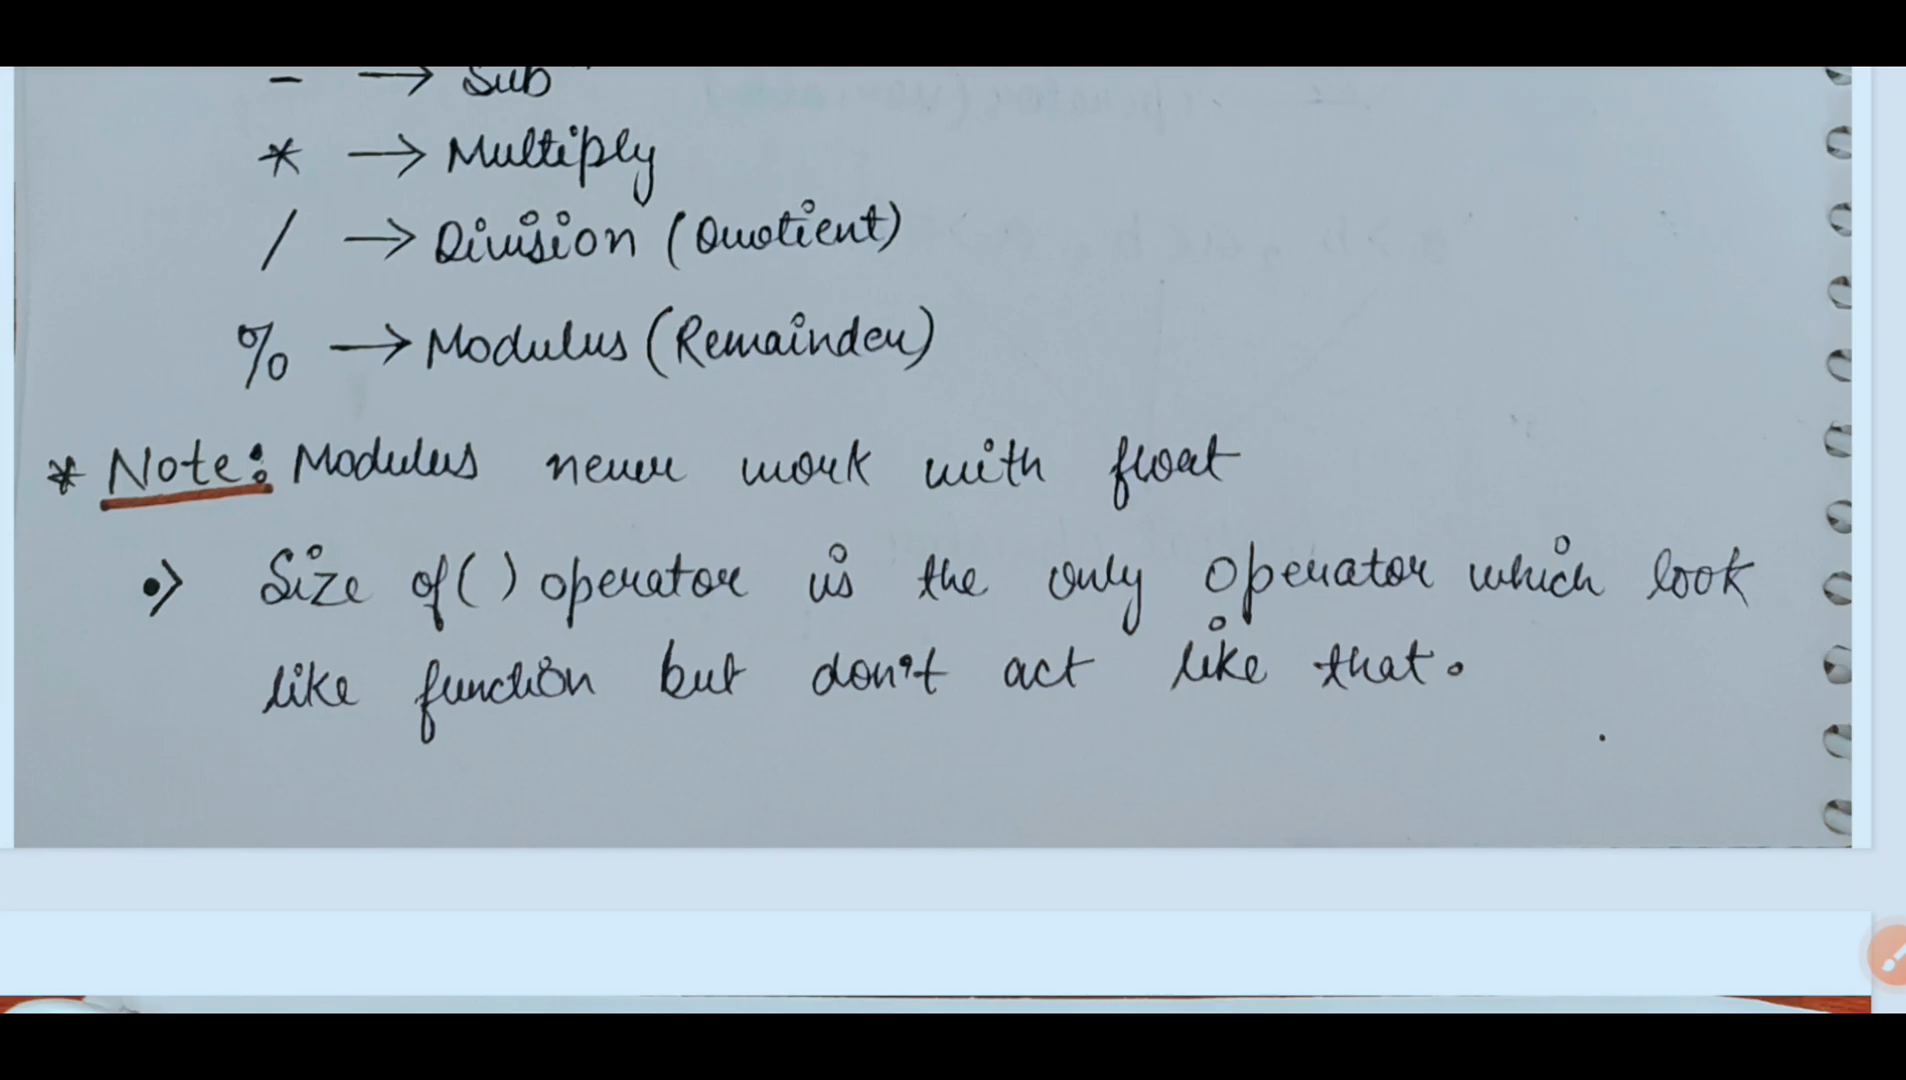 - → Sub
* → Multiply
/ → Division (Quotient)
% → Modulus (Remainder)
* Note: Modulus never work with float
•> Size of( ) operator is the only operator which look
like function but don't act like that.